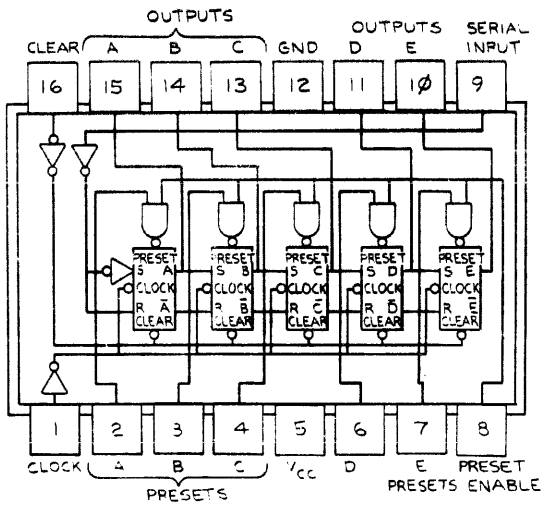 OUTPUTS
OUTPUTS SERIAL
CLEAR A B C GND D E INPUT
16 15 14 13 12 11 10 9
PRESET PRESET PRESET PRESET PRESET
S A S B S C S D S E
CLOCK CLOCK CLOCK CLOCK CLOCK
R A̅ R B̅ R C̅ R D̅ R E̅
CLEAR CLEAR CLEAR CLEAR CLEAR
1 2 3 4 5 6 7 8
CLOCK A B C VCC D E PRESET
PRESETS PRESETS ENABLE